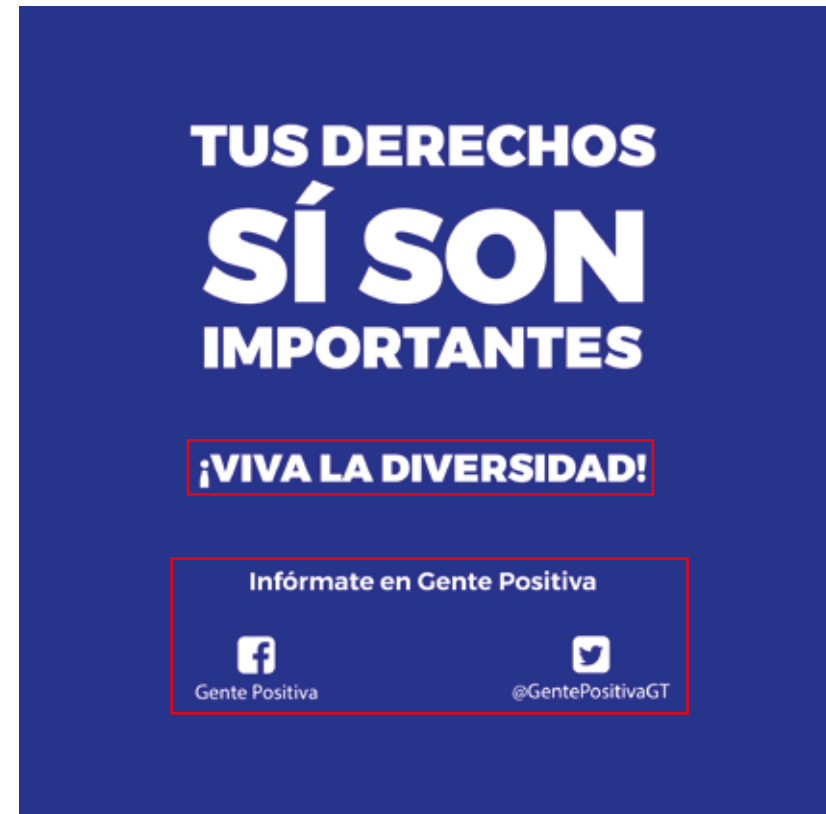 TUS DERECHOS
SÍ SON
IMPORTANTES
¡VIVA LA DIVERSIDAD!
Infórmate en Gente Positiva
Gente Positiva
@GentePositivaGT